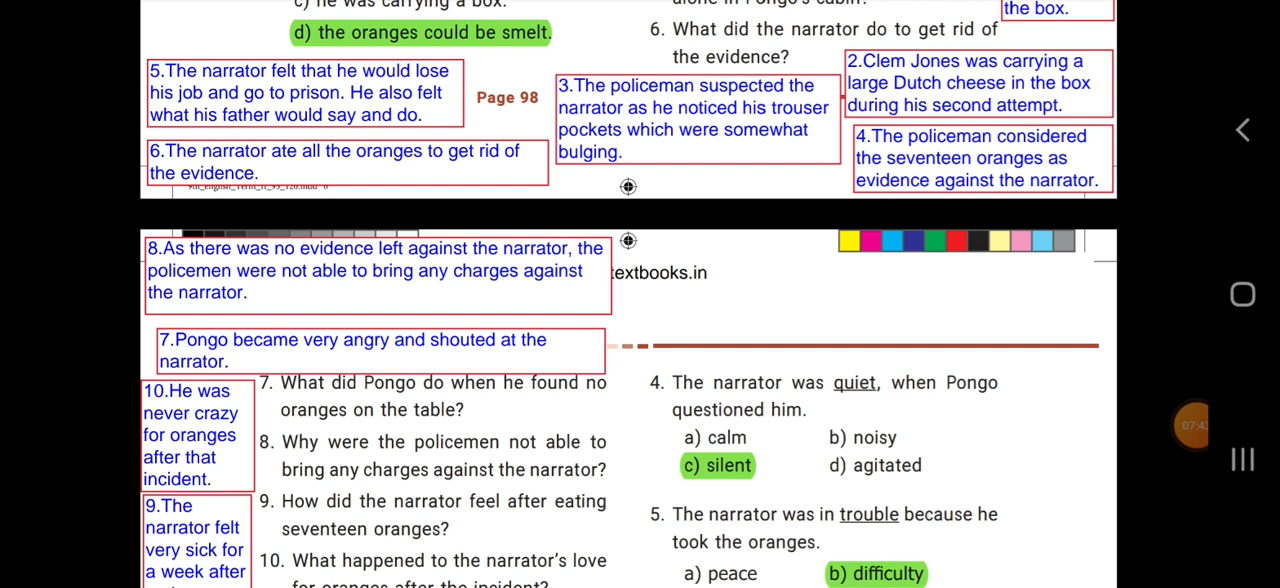 c) he was carrying a box.
d) the oranges could be smelt.
5.The narrator felt that he would lose
his job and go to prison. He also felt
what his father would say and do.
6.The narrator ate all the oranges to get rid of
the evidence.
Page 98
3.The policeman suspected the
narrator as he noticed his trouser
pockets which were somewhat
bulging.
alone in Pongo's cabin?
6. What did the narrator do to get rid of
the evidence?
the box.
2.Clem Jones was carrying a
large Dutch cheese in the box
during his second attempt.
4.The policeman considered
the seventeen oranges as
evidence against the narrator.
8.As there was no evidence left against the narrator, the
policemen were not able to bring any charges against
the narrator.
textbooks.in
7.Pongo became very angry and shouted at the
narrator.
10.He was
never crazy
for oranges
after that
incident.
9.The
narrator felt
very sick for
a week after
7. What did Pongo do when he found no
oranges on the table?
8. Why were the policemen not able to
bring any charges against the narrator?
9. How did the narrator feel after eating
seventeen oranges?
10. What happened to the narrator's love
for oranges after the incident?
4. The narrator was quiet, when Pongo
questioned him.
a) calm b) noisy
c) silent d) agitated
5. The narrator was in trouble because he
took the oranges.
a) peace b) difficulty
07:43